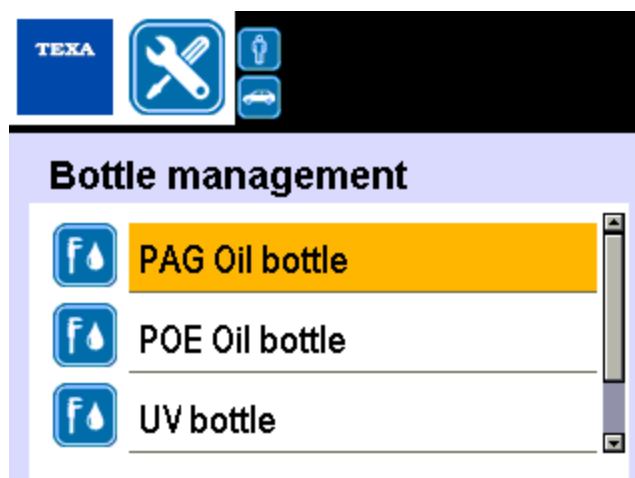 TEXA
Bottle management
PAG Oil bottle
POE Oil bottle
UV bottle